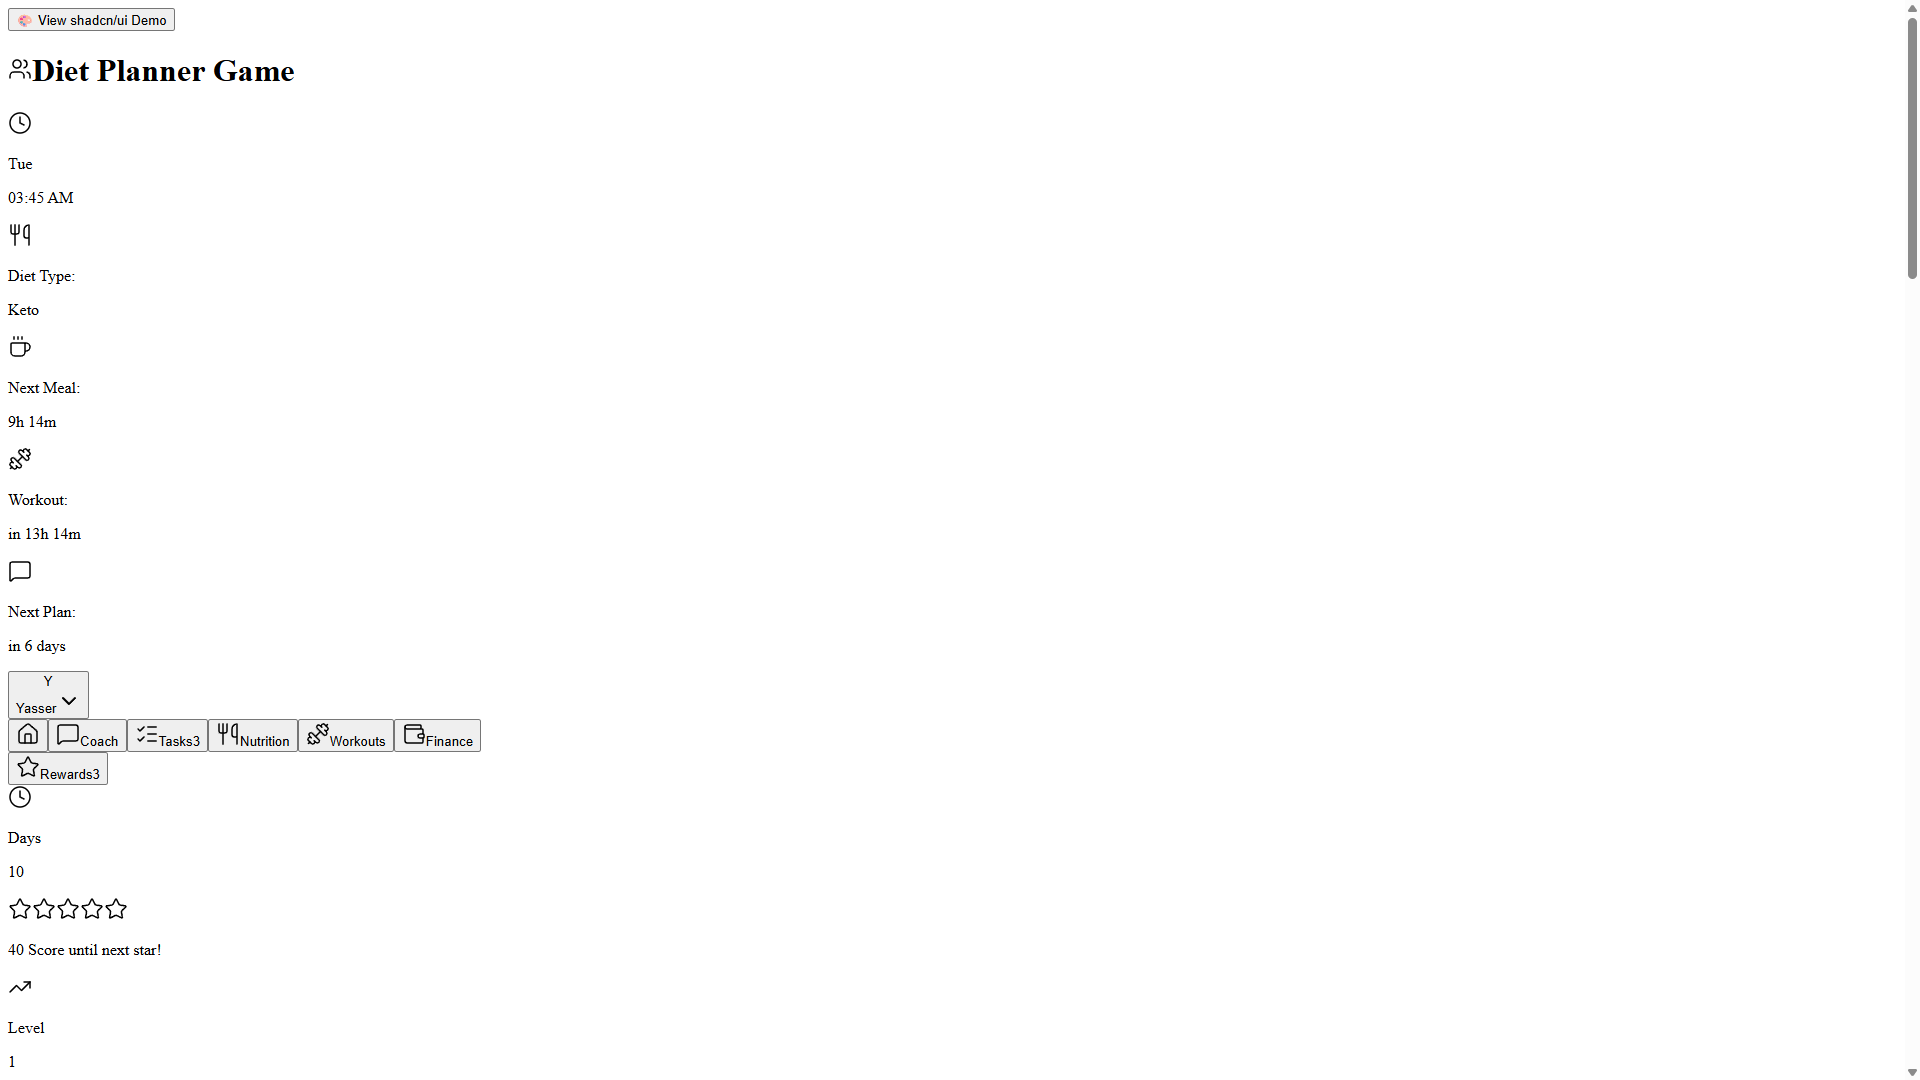 View shadcn/ui Demo
Diet Planner Game
Tue
03:45 AM
Diet Type:
Keto
Next Meal:
9h 14m
Workout:
in 13h 14m
Next Plan:
in 6 days
Y
Yasser
Coach Tasks3 Nutrition Workouts Finance
Rewards3
Days
10
40 Score until next star!
Level
1